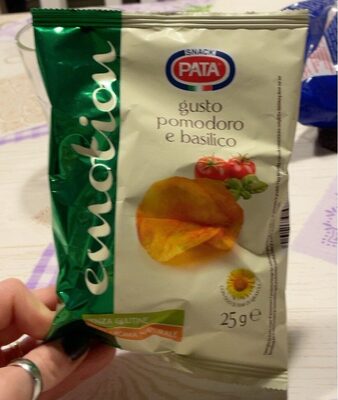 emotion
SNACK
PATA
gusto
pomodoro
e basilico
SENZA GLUTINE
25g e